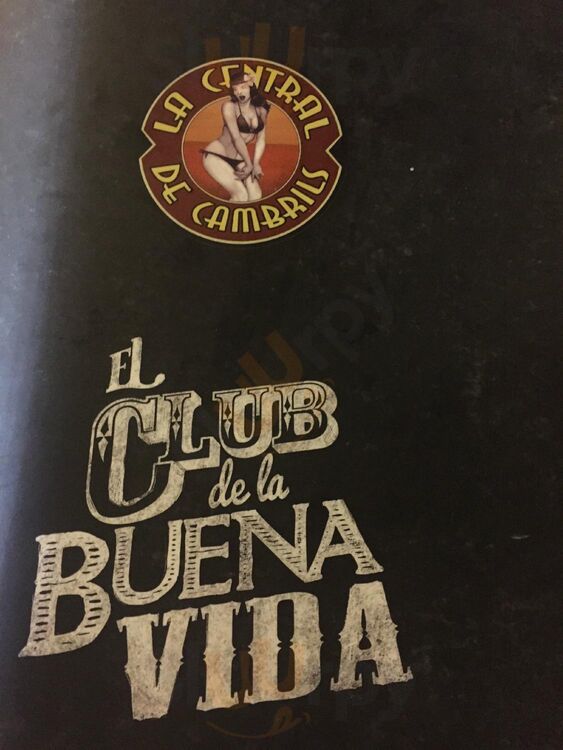 LA CENTRAL
DE CAMBRILS
EL
CLUB
de la
BUENA
VIDA